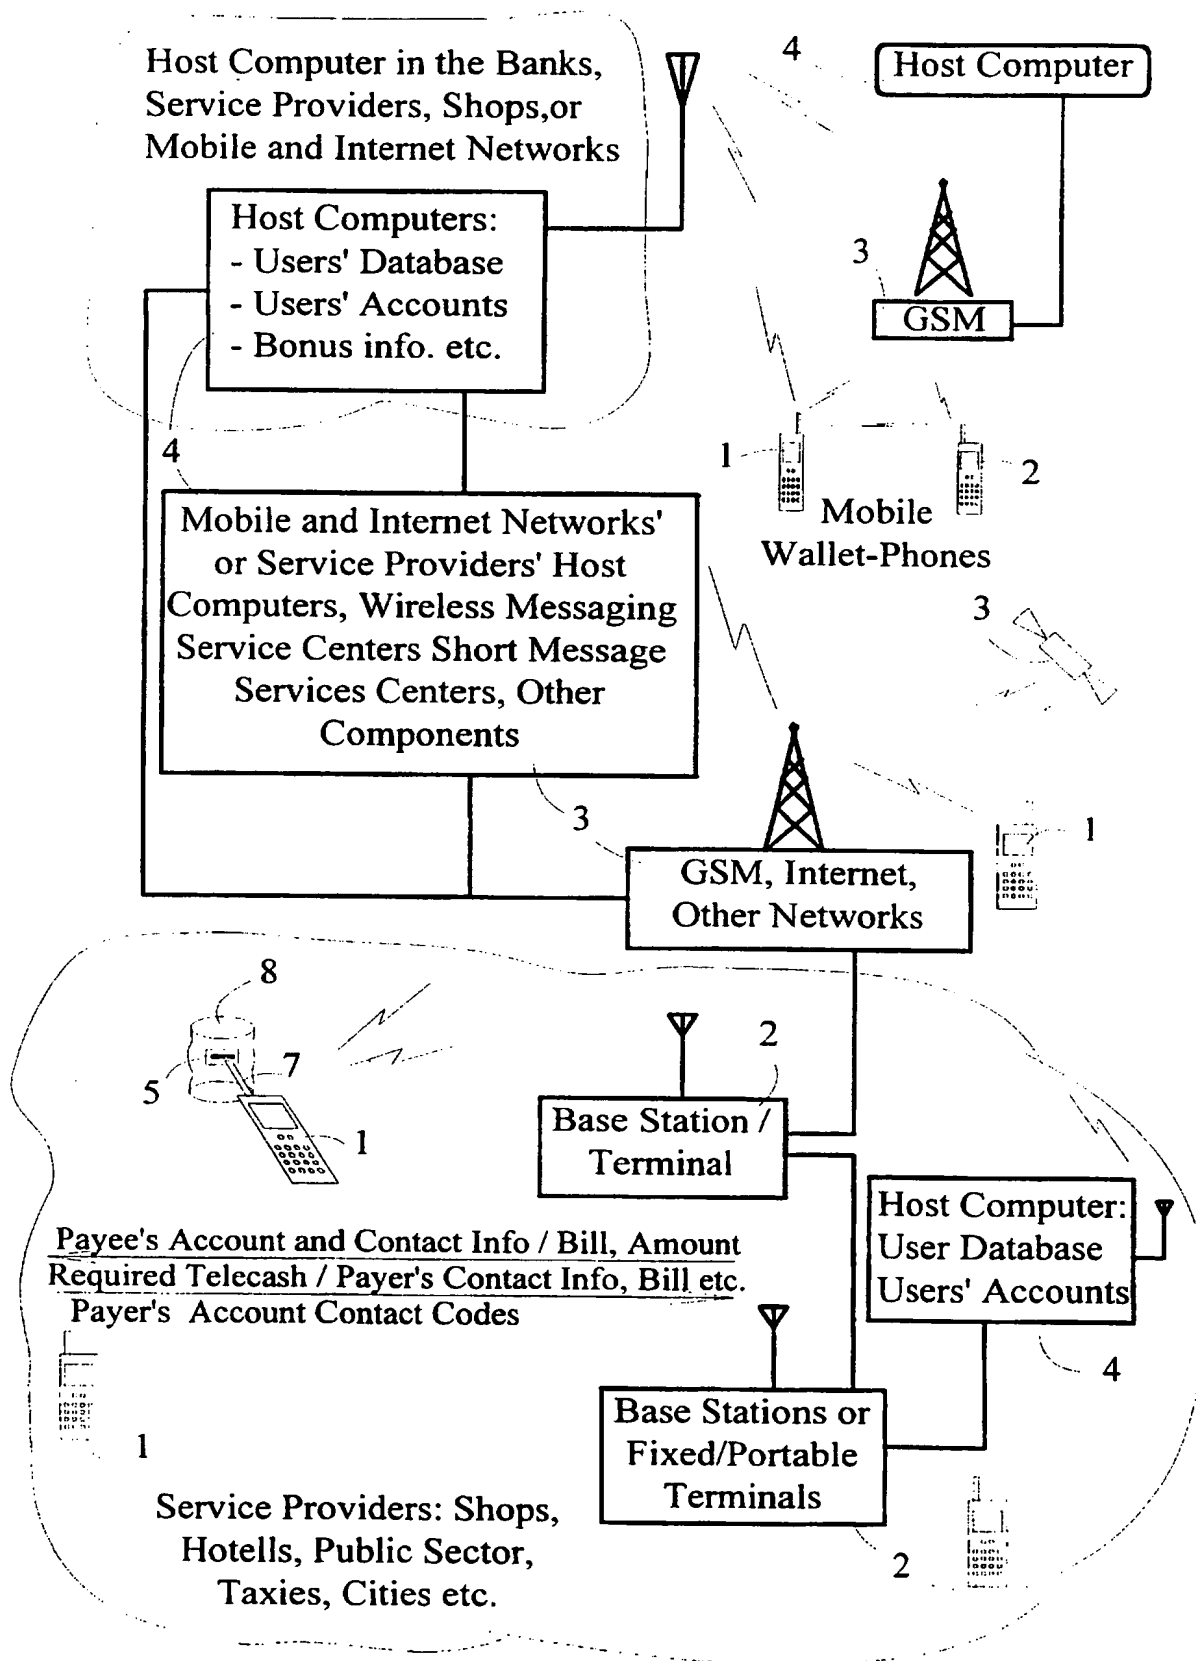 Host Computer in the Banks,
Service Providers, Shops,or
Mobile and Internet Networks
4
Host Computer
Host Computers:
- Users' Database
- Users' Accounts
- Bonus info. etc.
3
GSM
4
1
2
Mobile
Wallet-Phones
Mobile and Internet Networks'
or Service Providers' Host
Computers, Wireless Messaging
Service Centers Short Message
Services Centers, Other
Components
3
3
1
GSM, Internet,
Other Networks
8
5
7
1
2
Base Station /
Terminal
Host Computer:
User Database
Users' Accounts
4
Payee's Account and Contact Info / Bill, Amount
Required Telecash / Payer's Contact Info, Bill etc.
Payer's Account Contact Codes
1
Base Stations or
Fixed/Portable
Terminals
2
Service Providers: Shops,
Hotells, Public Sector,
Taxies, Cities etc.